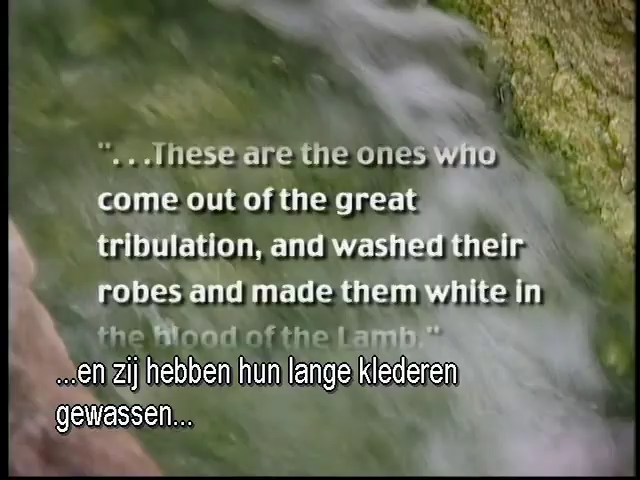 "...These are the ones who
come out of the great
tribulation, and washed their
robes and made them white in
the blood of the Lamb."
...en zij hebben hun lange klederen
gewassen...